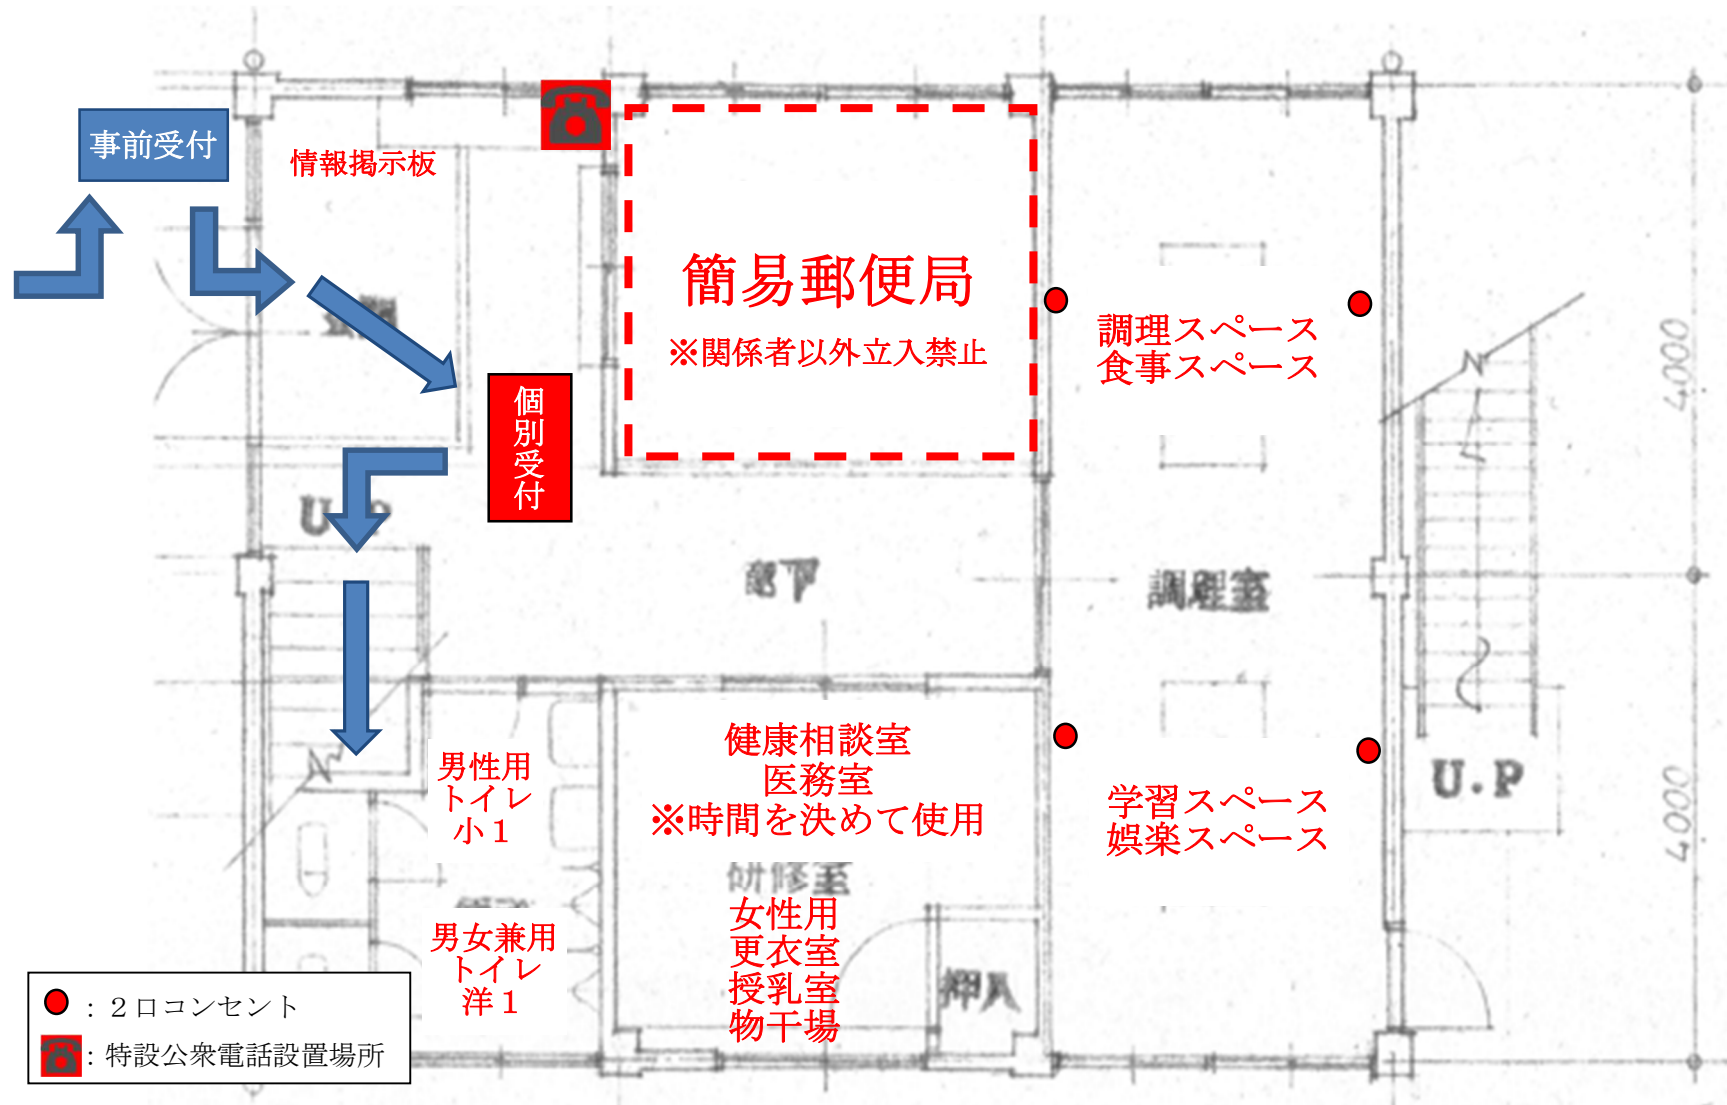 事前受付
情報掲示板
簡易郵便局
※関係者以外立入禁止
調理スペース
食事スペース
4000
個別受付
廊下
調理室
男性用
トイレ
小1
健康相談室
医務室
※時間を決めて使用
研修室
女性用
更衣室
授乳室
物干場
学習スペース
娯楽スペース
U.P
4000
男女兼用
トイレ
洋1
押入
:2口コンセント
:特設公衆電話設置場所